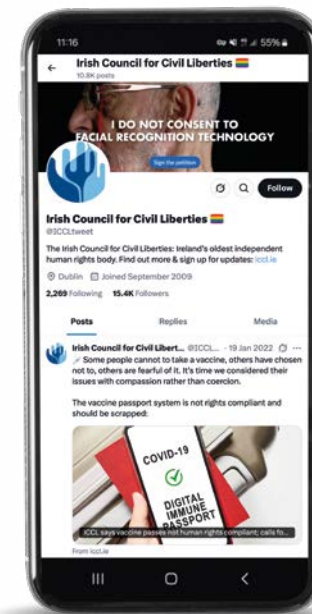 11:16
55%
Irish Council for Civil Liberties
10.8K posts
I DO NOT CONSENT TO
FACIAL RECOGNITION TECHNOLOGY
Sign the petition
Follow
Irish Council for Civil Liberties
@ICCLtweet
The Irish Council for Civil Liberties: Ireland's oldest independent
human rights body. Find out more & sign up for updates: iccl.ie
Dublin Joined September 2009
2,269 Following 15.4K Followers
Posts Replies Media
Irish Council for Civil Libert... @ICCL... · 19 Jan 2022
Some people cannot to take a vaccine, others have chosen
not to, others are fearful of it. It's time we considered their
issues with compassion rather than coercion.
The vaccine passport system is not rights compliant and
should be scrapped:
COVID-19
DIGITAL
IMMUNE
PASSPORT
ICCL says vaccine passes not human rights compliant; calls fo...
From iccl.ie